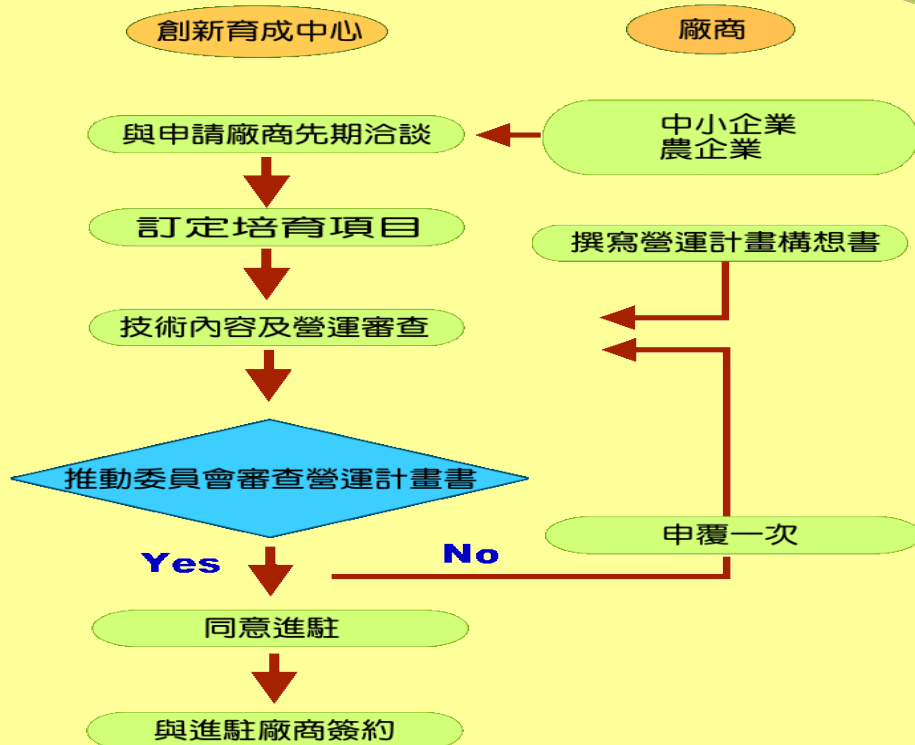 創新育成中心
廠商
與申請廠商先期洽談
中小企業
農企業
訂定培育項目
撰寫營運計畫構想書
技術內容及營運審查
推動委員會審查營運計畫書
申覆一次
Yes
No
同意進駐
與進駐廠商簽約